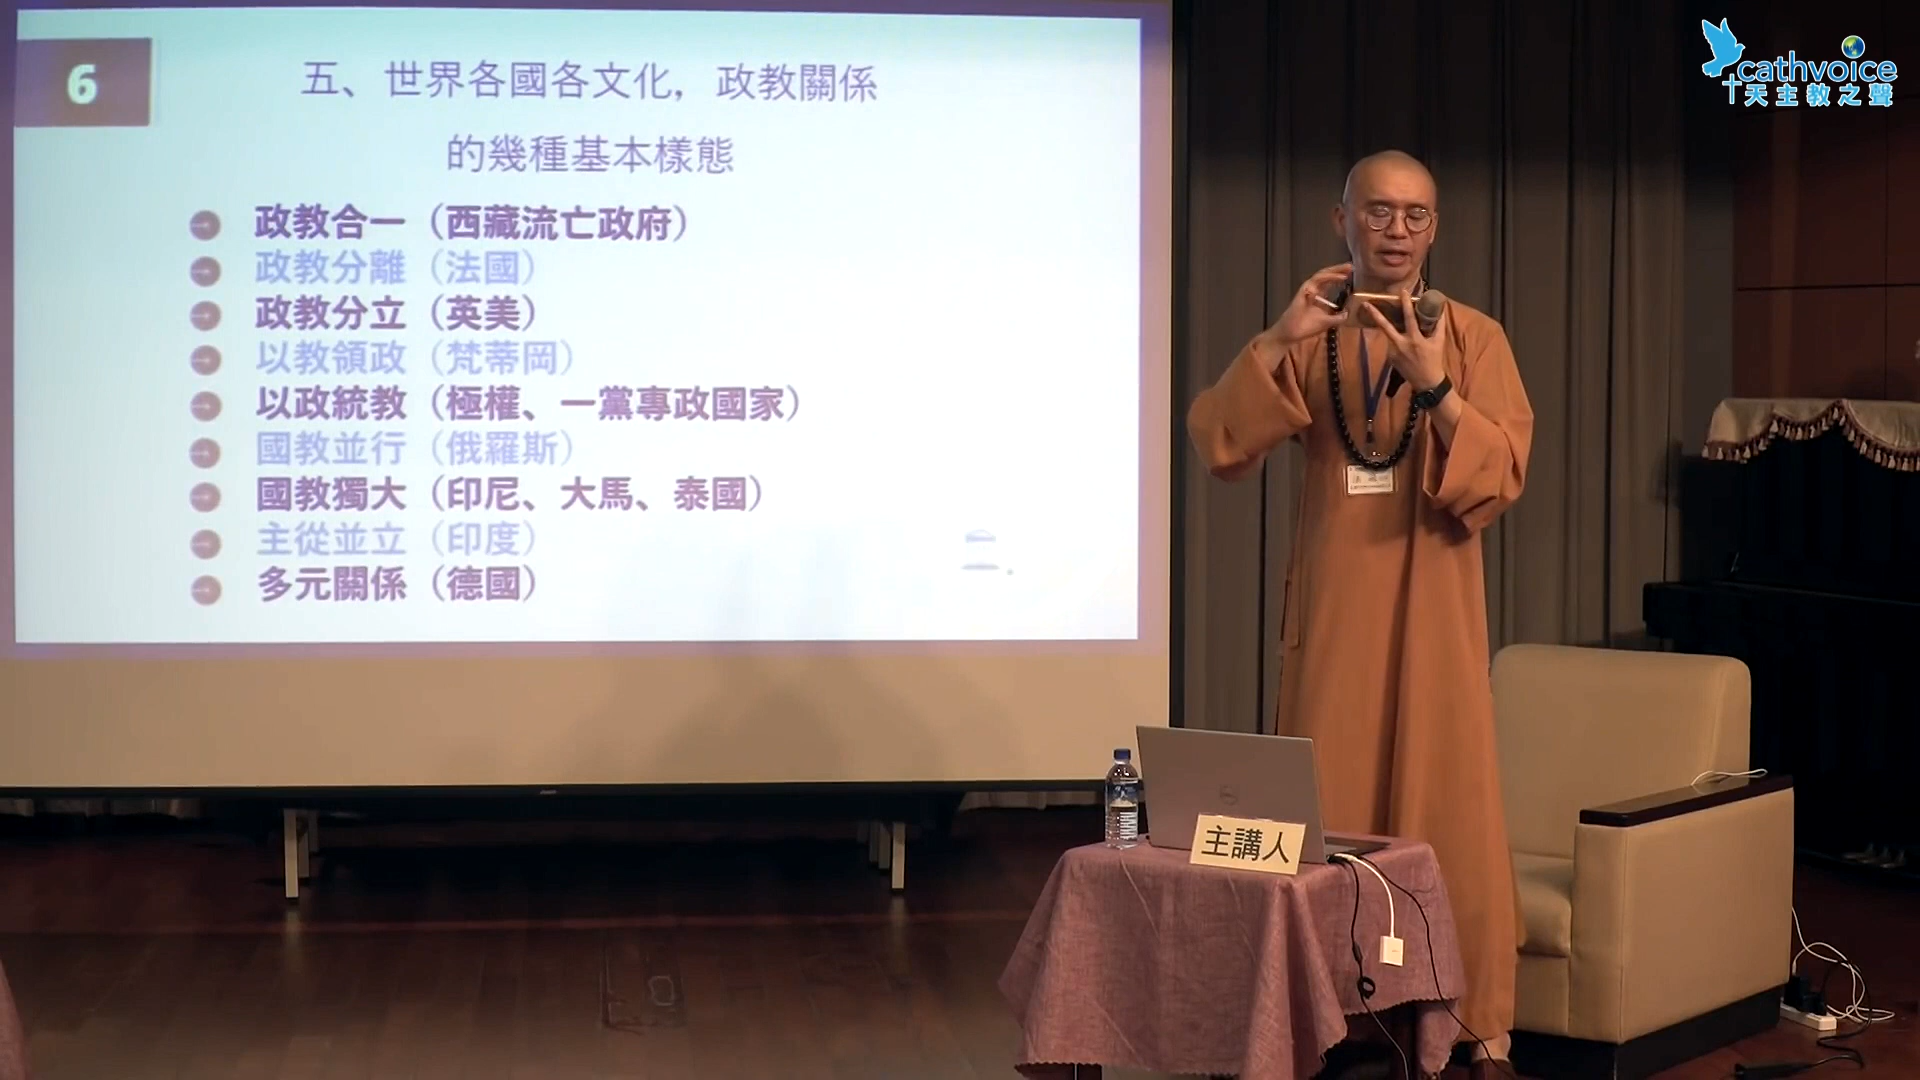 6
五、世界各國各文化，政教關係
的幾種基本樣態
政教合一（西藏流亡政府）
政教分離（法國）
政教分立（英美）
以教領政（梵蒂岡）
以政統教（極權、一黨專政國家）
國教並行（俄羅斯）
國教獨大（印尼、大馬、泰國）
主從並立（印度）
多元關係（德國）
cathvoice
天主教之聲
主講人